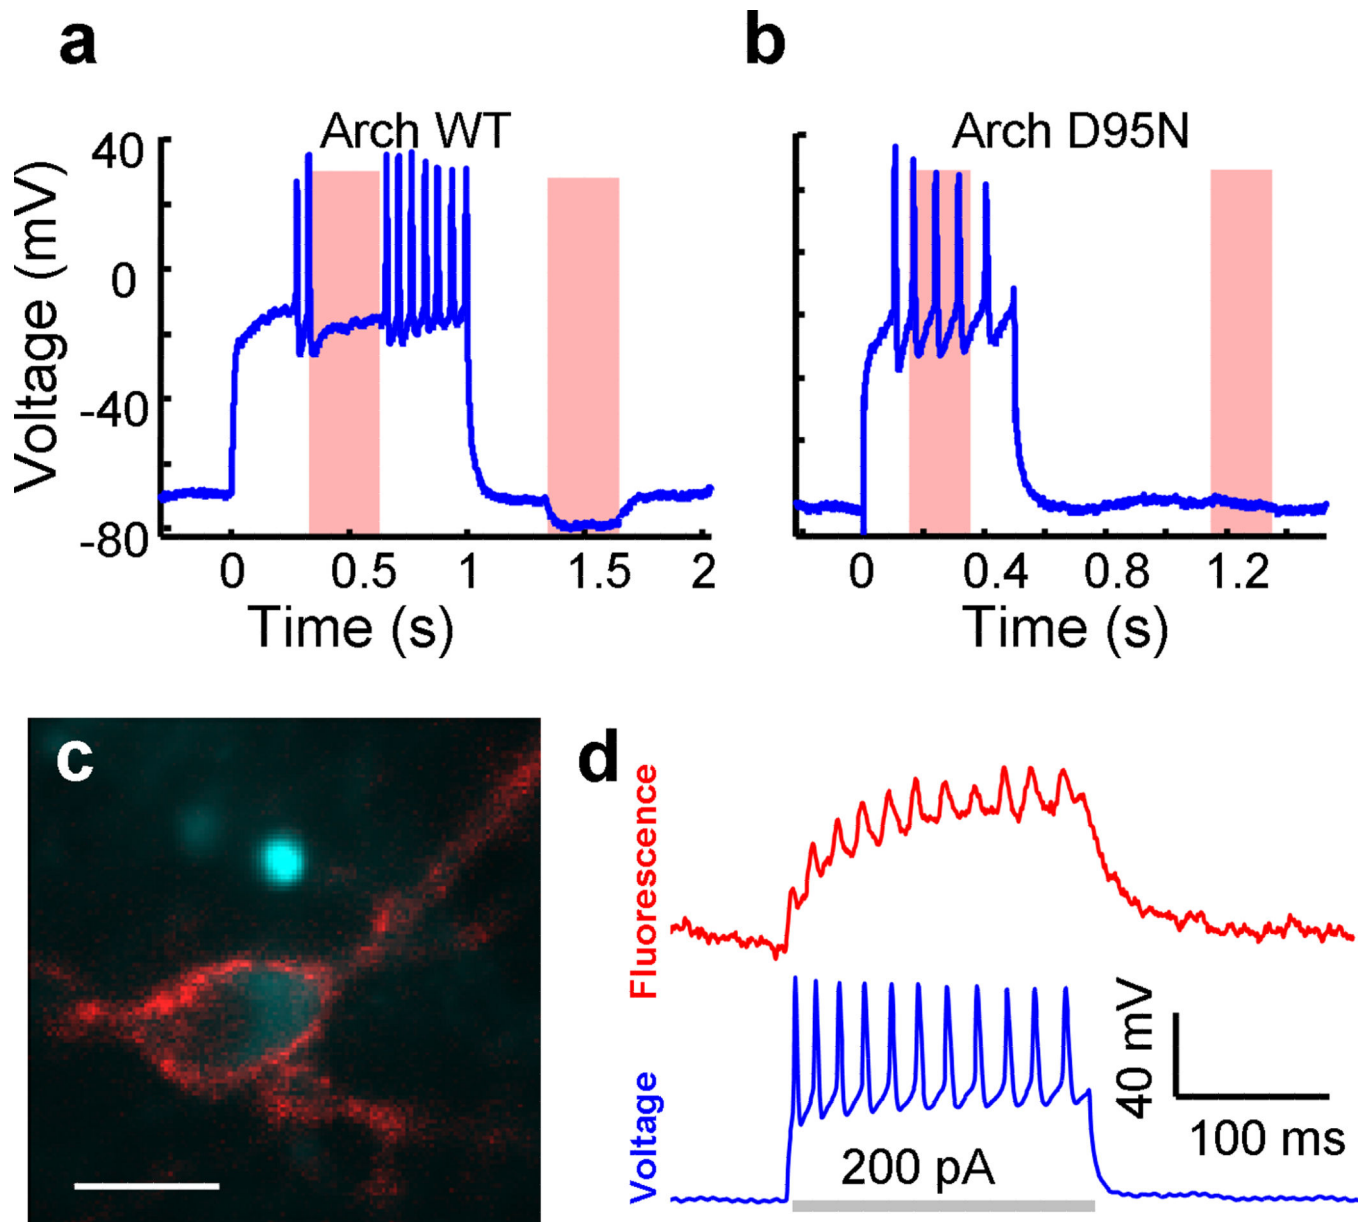 a
Arch WT
Voltage (mV)
40
0
-40
-80
0 0.5 1 1.5 2
Time (s)
b
Arch D95N
0 0.4 0.8 1.2
Time (s)
c
d
Fluorescence
Voltage
200 pA
40 mV
100 ms